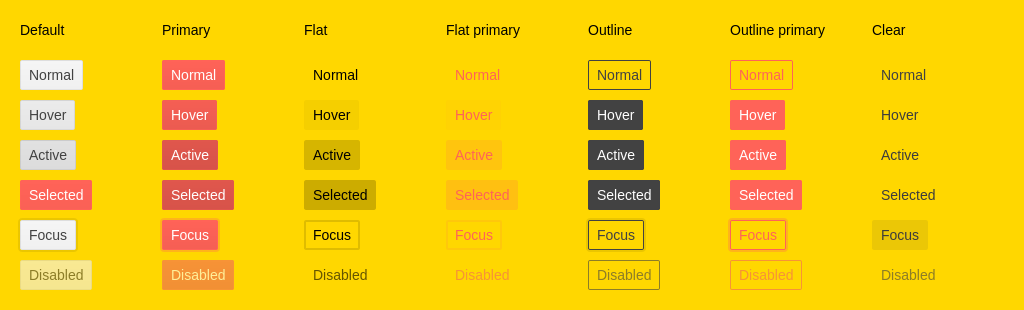 Default Primary Flat Flat primary Outline Outline primary Clear
Normal Normal Normal Normal Normal Normal Normal
Hover Hover Hover Hover Hover Hover Hover
Active Active Active Active Active Active Active
Selected Selected Selected Selected Selected Selected Selected
Focus Focus Focus Focus Focus Focus Focus
Disabled Disabled Disabled Disabled Disabled Disabled Disabled